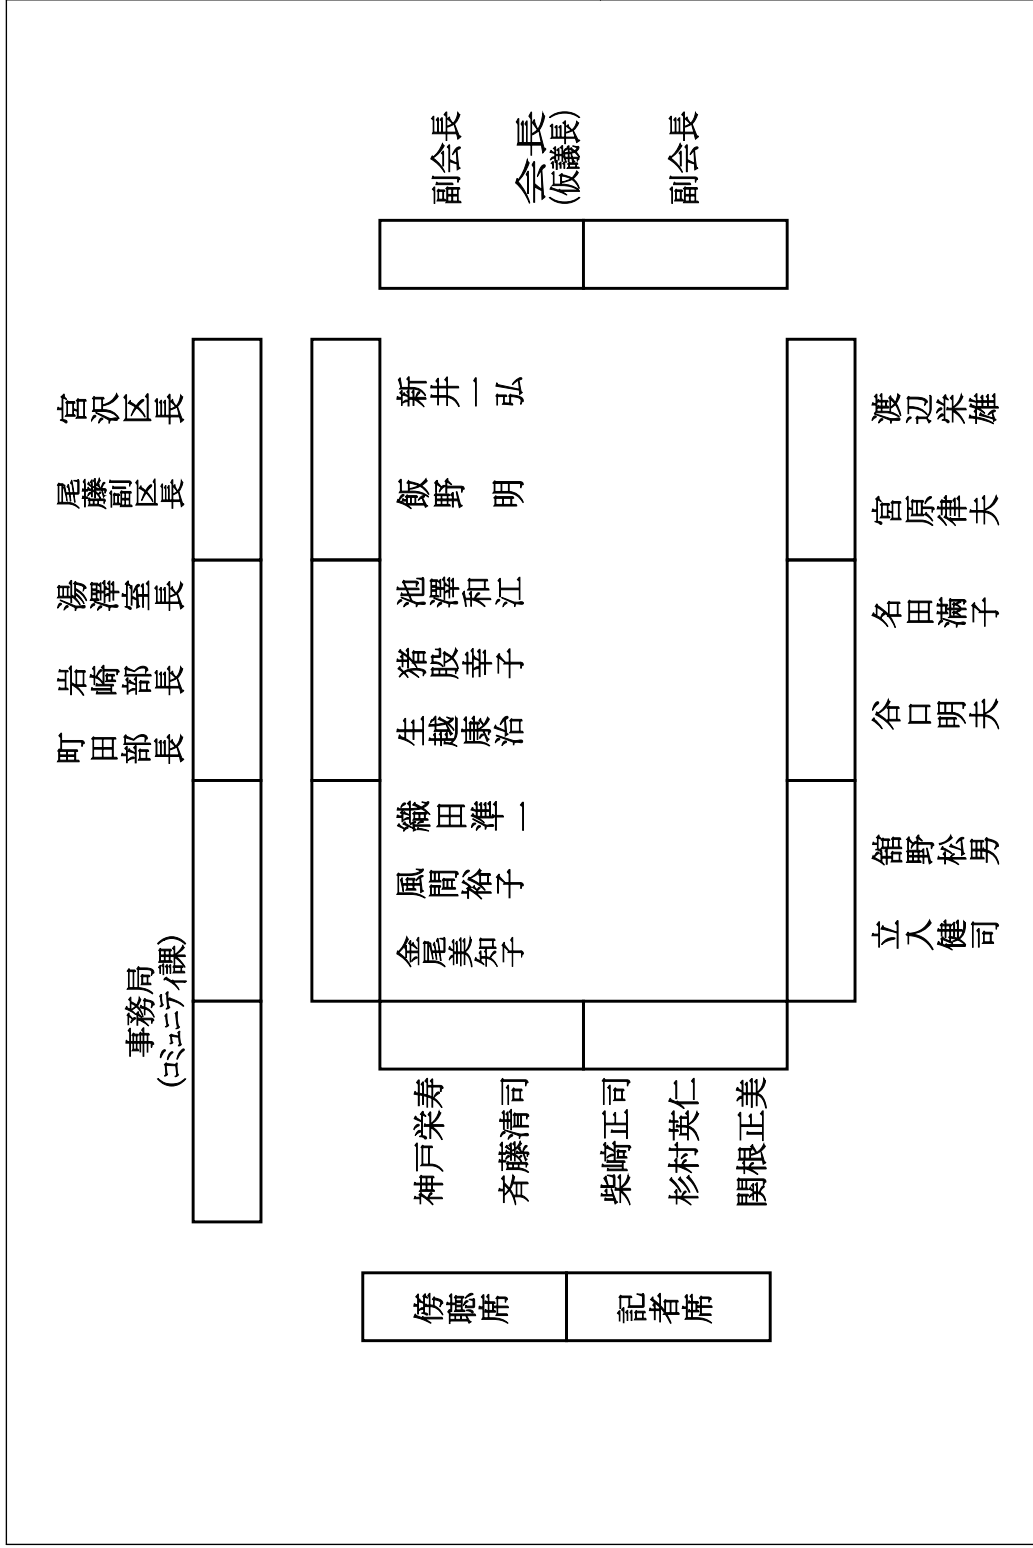 副会長
会長
(仮議長)
副会長
宮沢区長
尾藤副区長
湯澤室長
岩崎部長
町田部長
事務局
(コミュニティ課)
新井一弘
飯野 明
池澤和江
猪股幸子
生越康治
織田準一
風間裕子
金尾美知子
渡辺栄雄
宮原律夫
名田満子
谷口明夫
舘野松男
立人健司
神戸栄寿
斉藤清司
柴﨑正司
杉村英仁
関根正美
傍聴席
記者席